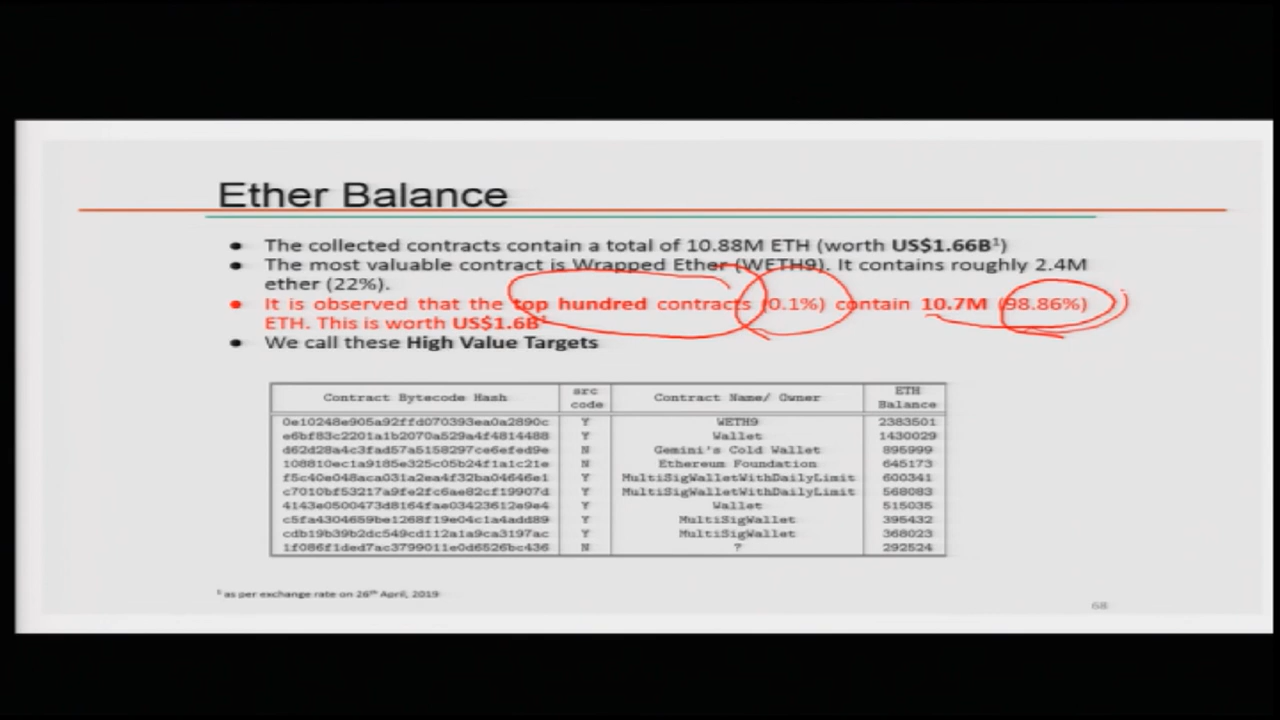 Ether Balance
● The collected contracts contain a total of 10.88M ETH (worth US$1.66B¹)
● The most valuable contract is Wrapped Ether (WETH9). It contains roughly 2.4M
ether (22%).
● It is observed that the top hundred contracts (0.1%) contain 10.7M (98.86%)
ETH. This is worth US$1.6B¹
● We call these High Value Targets
Contract Bytecode Hash src code Contract Name/ Owner ETH Balance
0e10248e905a92ffd070393ea0a2890c Y WETH9 2383501
e6bf83c2201a1b2070a529a4f4814488 Y Wallet 1430029
d62d28a4c3fad57a5158297ce6efed9e N Gemini's Cold Wallet 895999
108810ec1a9185e325c05b24f1a1c21e N Ethereum Foundation 645173
f5c40e048aca031a2ea4f32ba04646e1 Y MultiSigWalletWithDailyLimit 600341
c7010bf53217a9fe2fc6ae82cf19907d Y MultiSigWalletWithDailyLimit 568083
4143e0500473d8164fae03423612e9e4 Y Wallet 515035
c5fa4304659be1268f19e04c1a4add89 Y MultiSigWallet 395432
cdb19b39b2dc549cd112a1a9ca3197ac Y MultiSigWallet 368023
1f086f1ded7ac3799011e0d6526bc436 N ? 292524
¹ as per exchange rate on 26th April, 2019
68